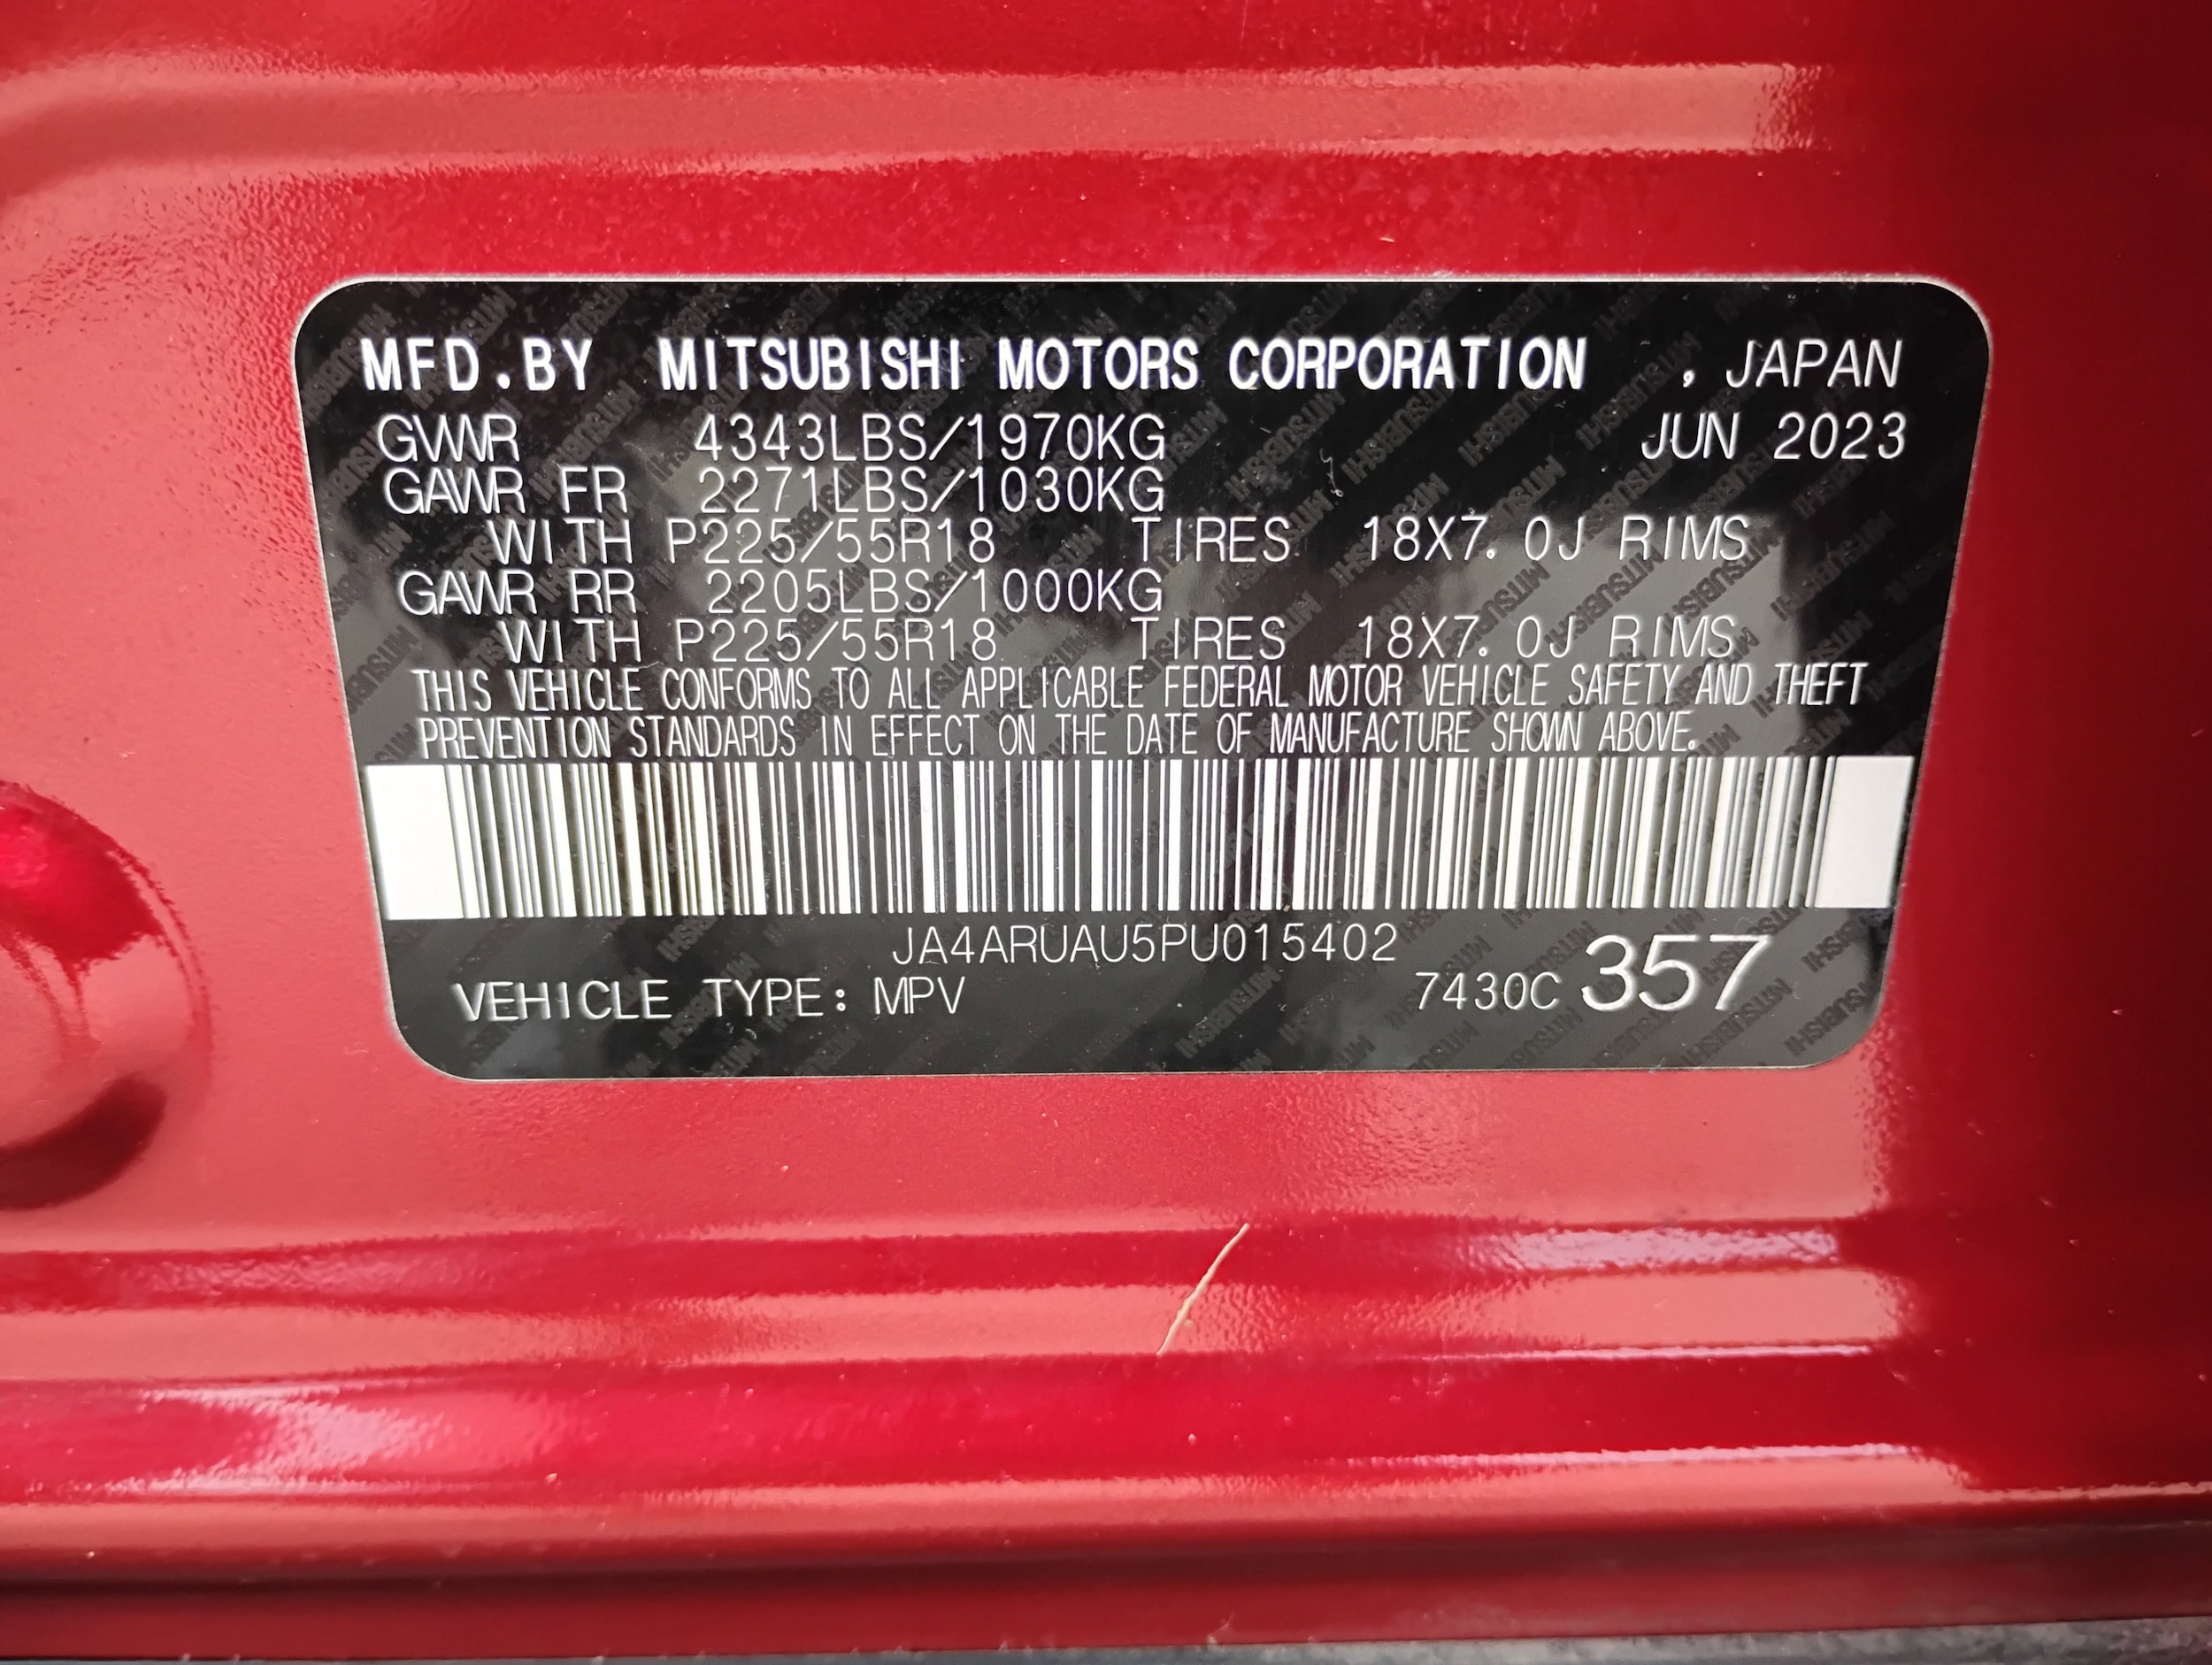 MFD.BY MITSUBISHI MOTORS CORPORATION , JAPAN
GVWR 4343LBS/1970KG JUN 2023
GAWR FR 2271LBS/1030KG
WITH P225/55R18 TIRES 18X7.0J RIMS
GAWR RR 2205LBS/1000KG
WITH P225/55R18 TIRES 18X7.0J RIMS
THIS VEHICLE CONFORMS TO ALL APPLICABLE FEDERAL MOTOR VEHICLE SAFETY AND THEFT
PREVENTION STANDARDS IN EFFECT ON THE DATE OF MANUFACTURE SHOWN ABOVE.
JA4ARUAU5PU015402
VEHICLE TYPE: MPV 7430C 357